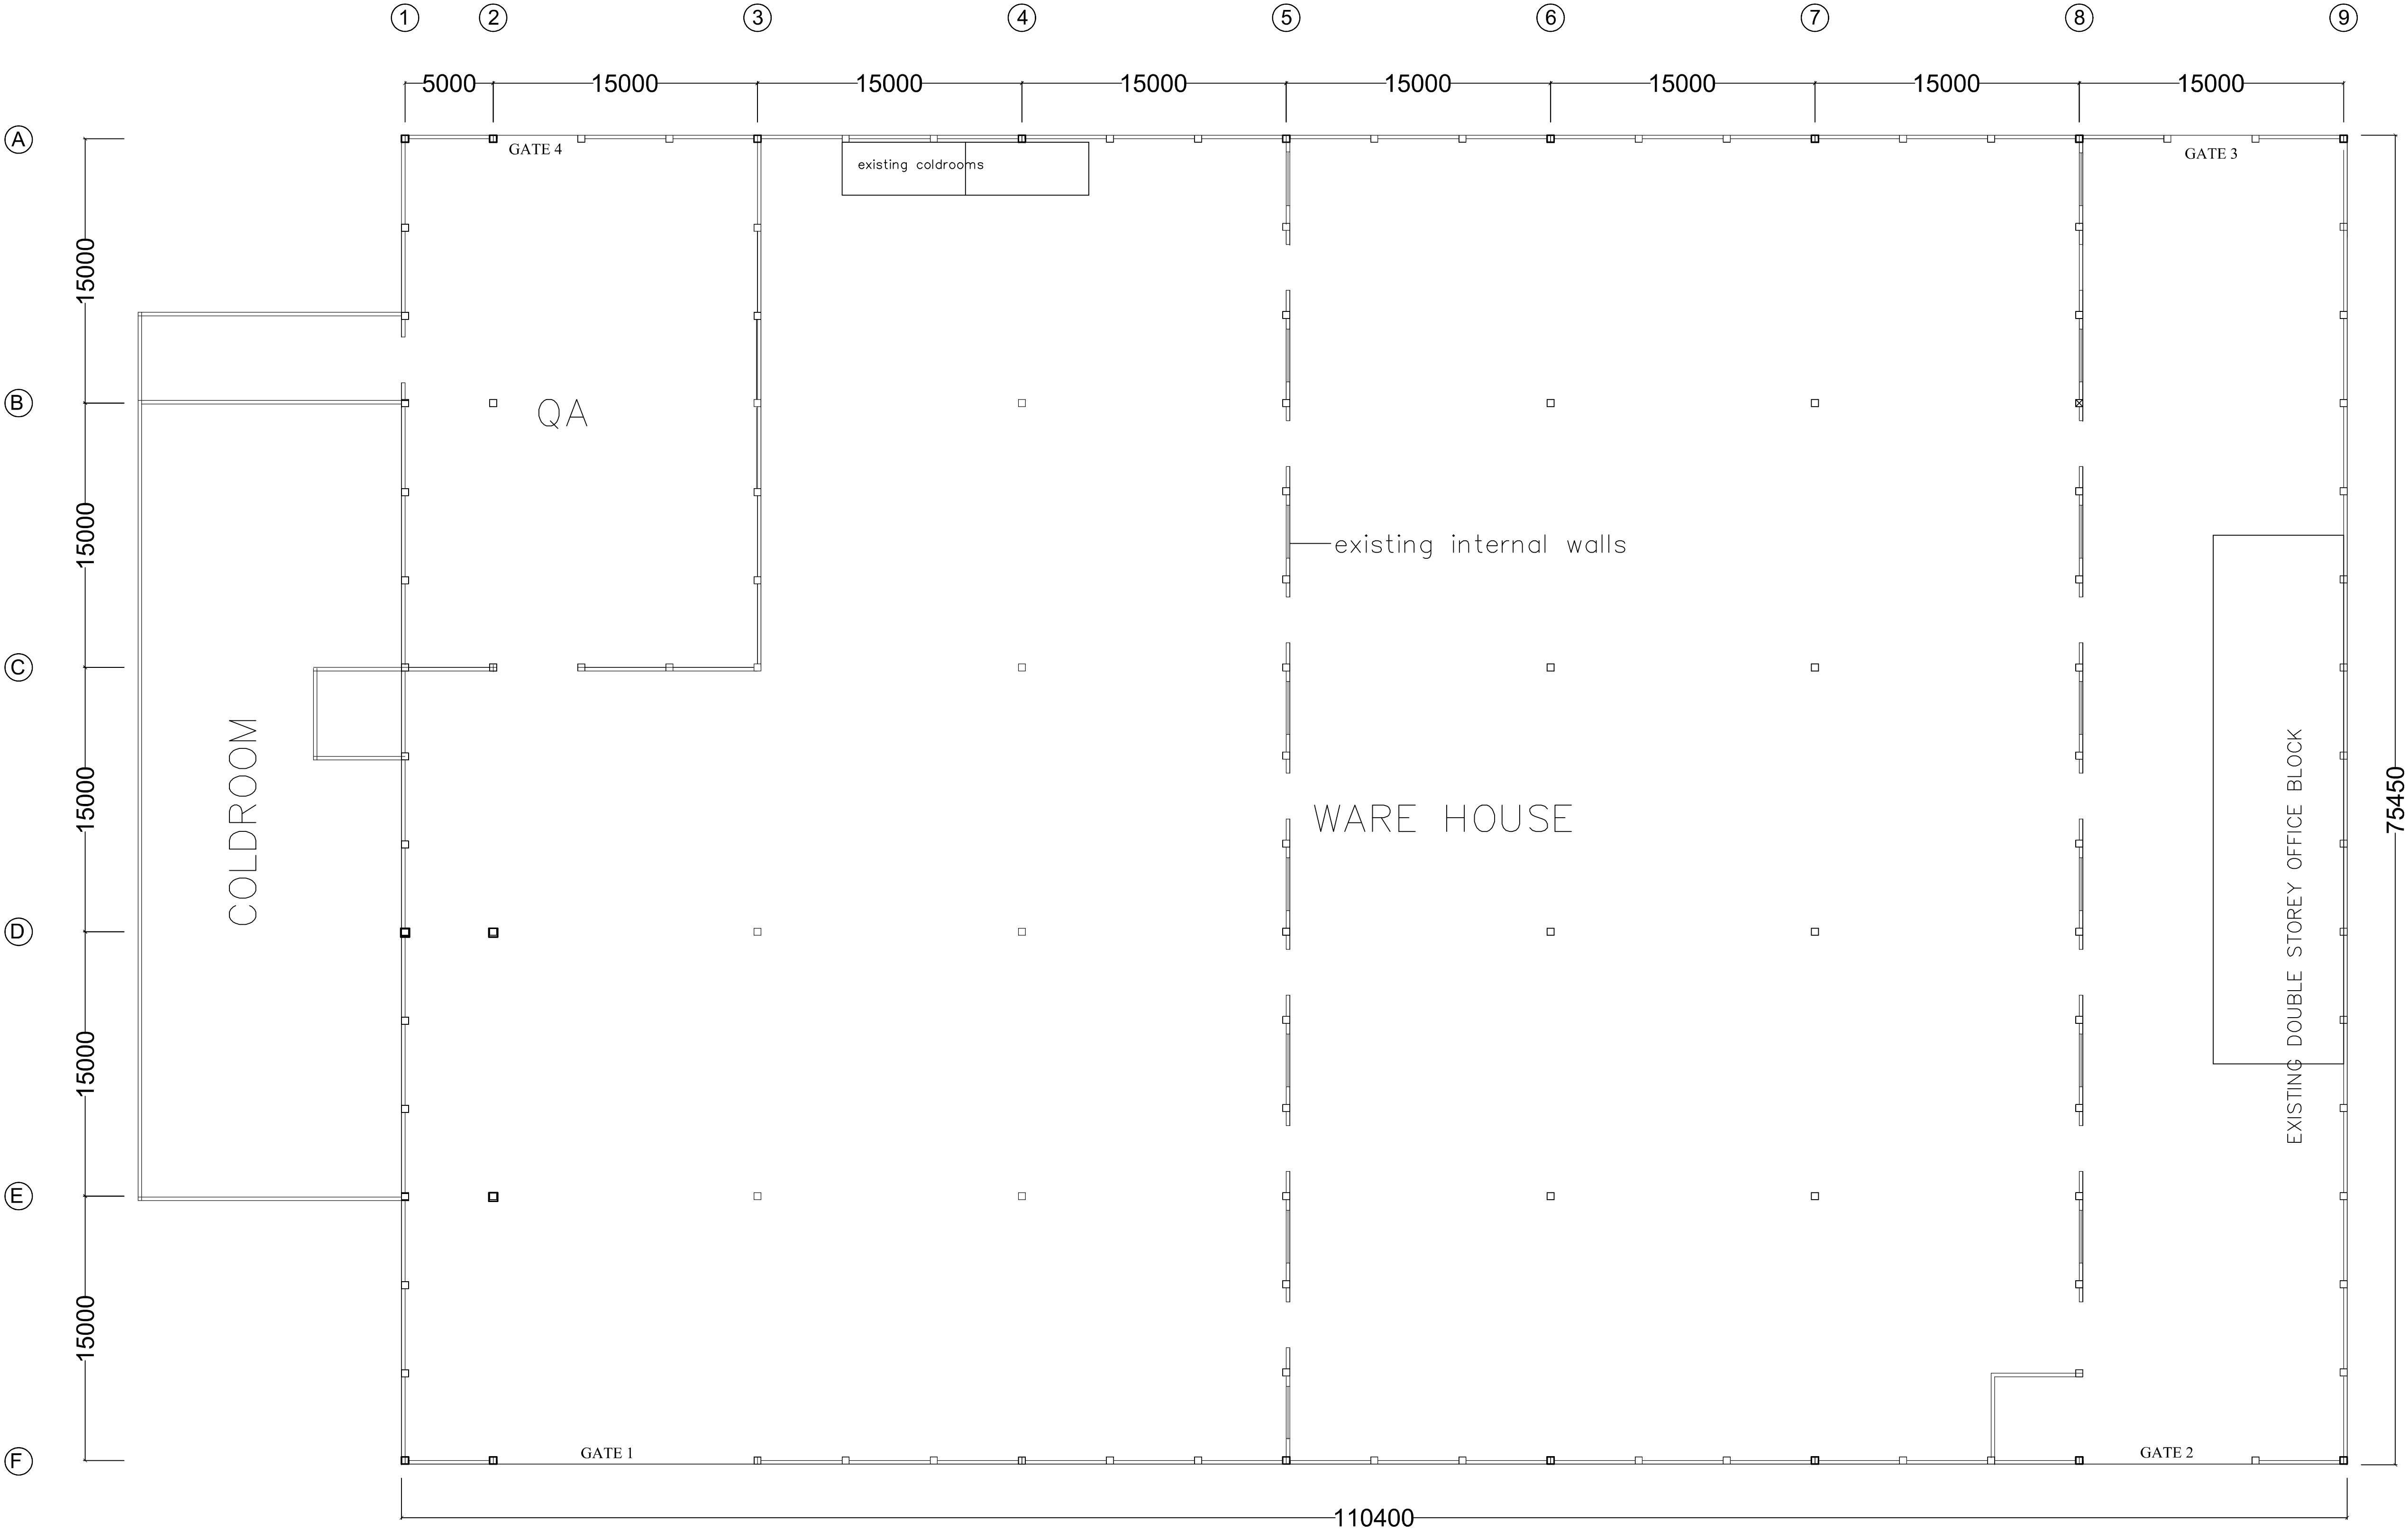 1 2 3 4 5 6 7 8 9
5000 15000 15000 15000 15000 15000 15000 15000
A
GATE 4
GATE 3
existing coldrooms
15000
B
QA
15000
existing internal walls
C
COLDROOM
15000
WARE HOUSE
EXISTING DOUBLE STOREY OFFICE BLOCK
75450
D
15000
E
15000
F
GATE 1
GATE 2
110400